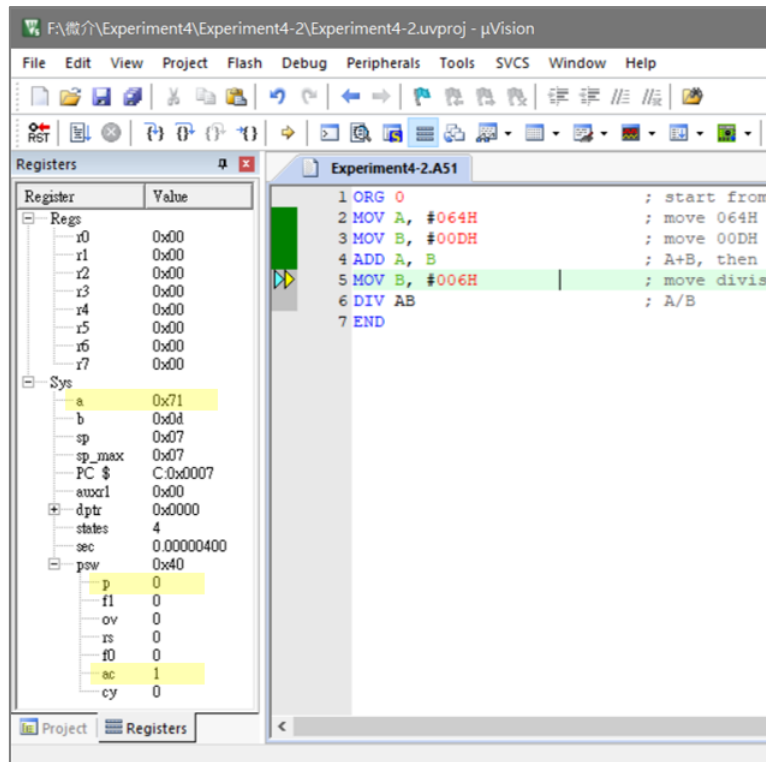 F:\微介\Experiment4\Experiment4-2\Experiment4-2.uvproj - µVision
File Edit View Project Flash Debug Peripherals Tools SVCS Window Help
RST
Registers
Experiment4-2.A51
Register Value
Regs
r0 0x00
r1 0x00
r2 0x00
r3 0x00
r4 0x00
r5 0x00
r6 0x00
r7 0x00
Sys
a 0x71
b 0x0d
sp 0x07
sp_max 0x07
PC $ C:0x0007
auxr1 0x00
dptr 0x0000
states 4
sec 0.00000400
psw 0x40
p 0
f1 0
ov 0
rs 0
f0 0
ac 1
cy 0
1 ORG 0 ; start from
2 MOV A, #064H ; move 064H
3 MOV B, #00DH ; move 00DH
4 ADD A, B ; A+B, then
5 MOV B, #006H ; move divis
6 DIV AB ; A/B
7 END
Project Registers